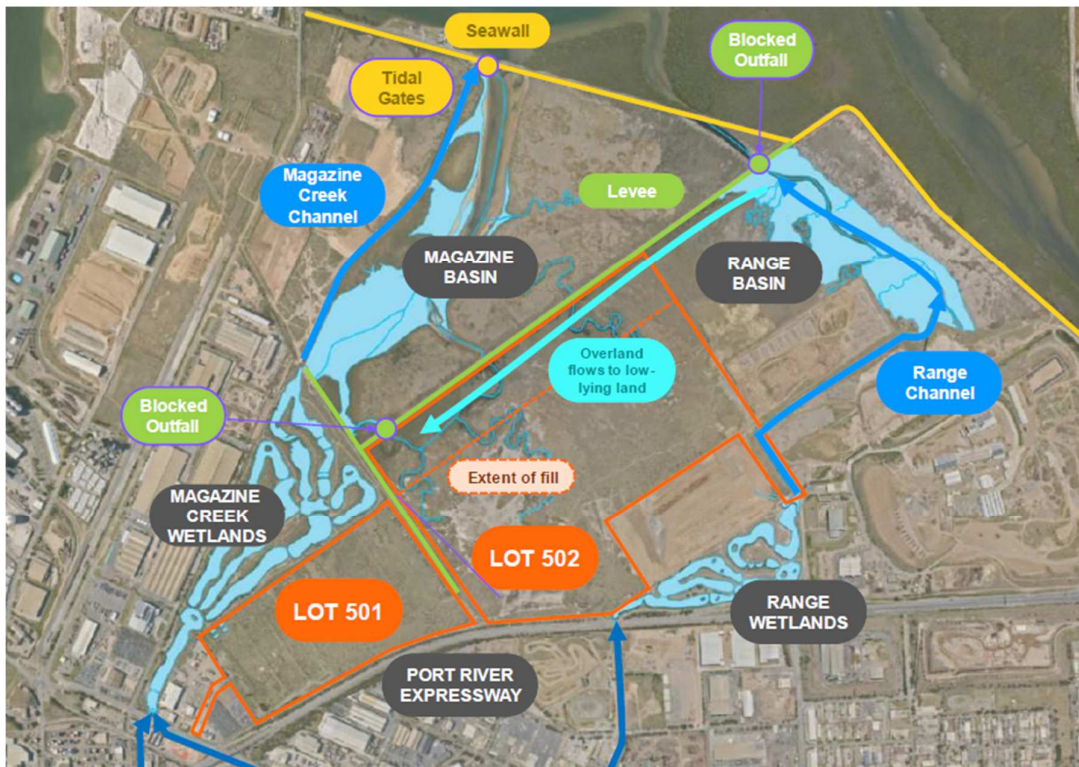 Seawall
Blocked
Outfall
Tidal
Gates
Magazine
Creek
Channel
Levee
MAGAZINE
BASIN
RANGE
BASIN
Overland
flows to low-
lying land
Range
Channel
Blocked
Outfall
Extent of fill
MAGAZINE
CREEK
WETLANDS
LOT 502
LOT 501
RANGE
WETLANDS
PORT RIVER
EXPRESSWAY